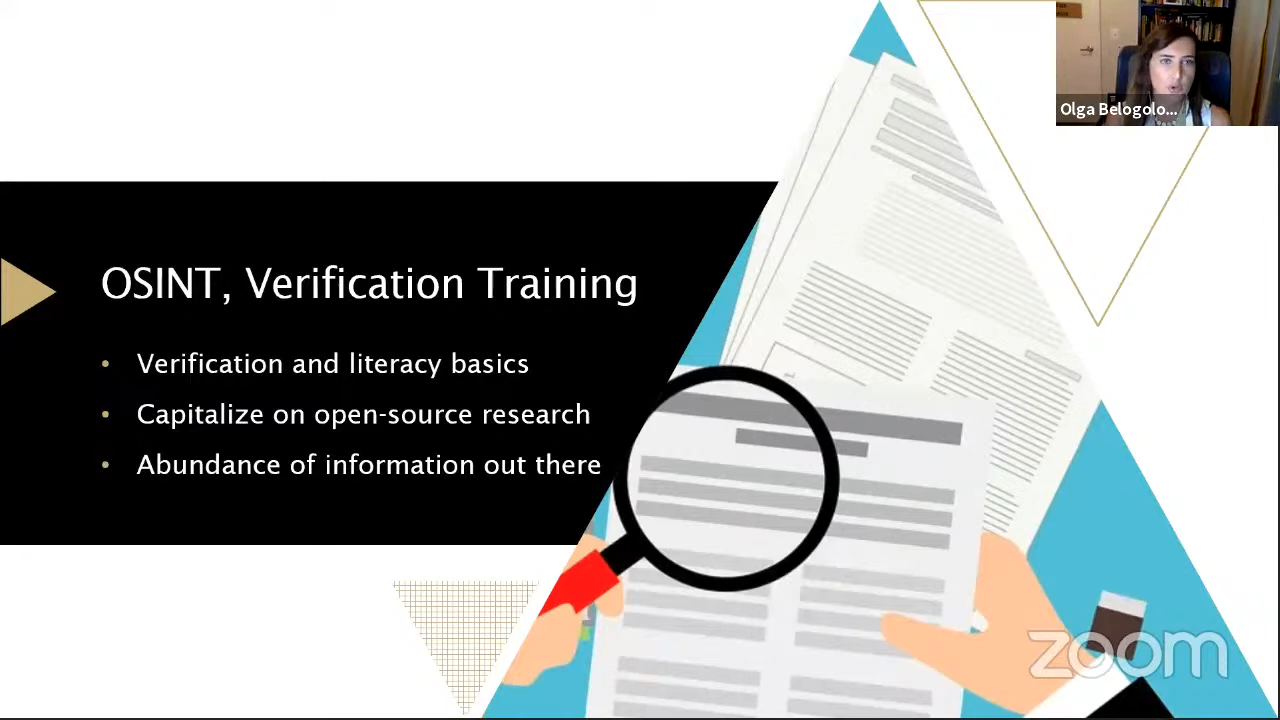 Olga Belogolo...
OSINT, Verification Training
• Verification and literacy basics
• Capitalize on open-source research
• Abundance of information out there
zoom